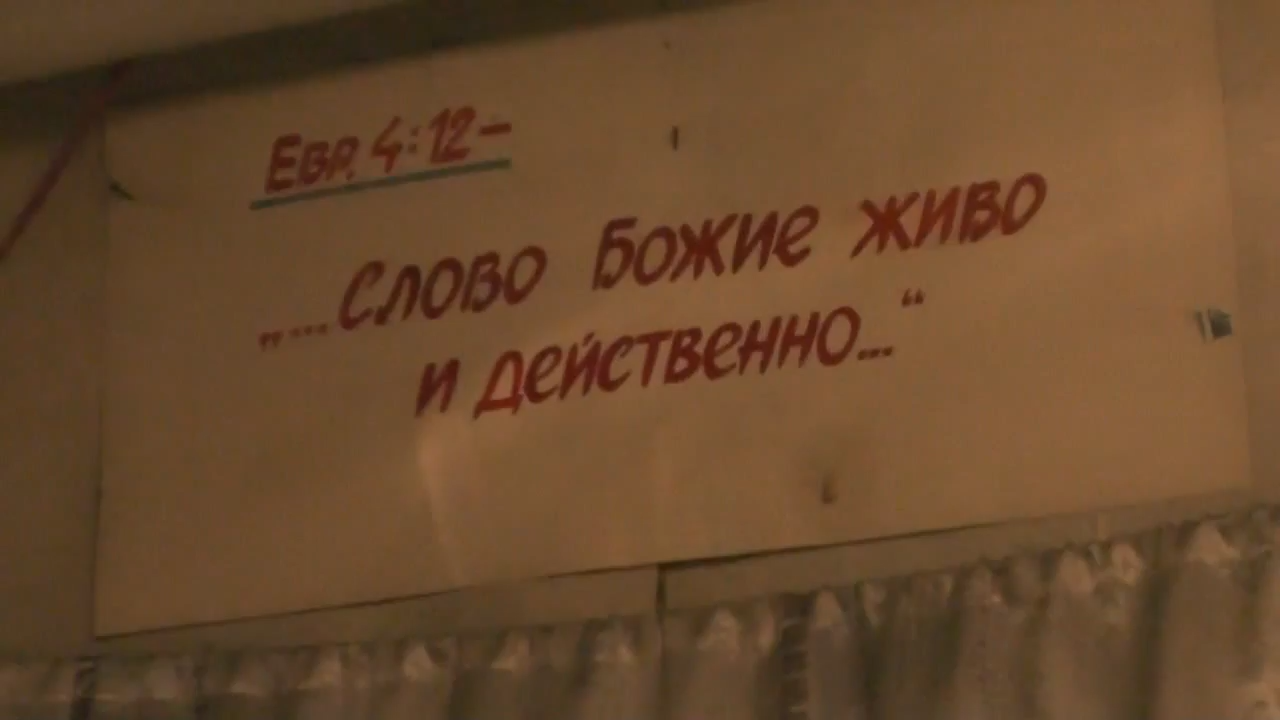 Евр. 4:12–
„...Слово Божие живо
и действенно...“